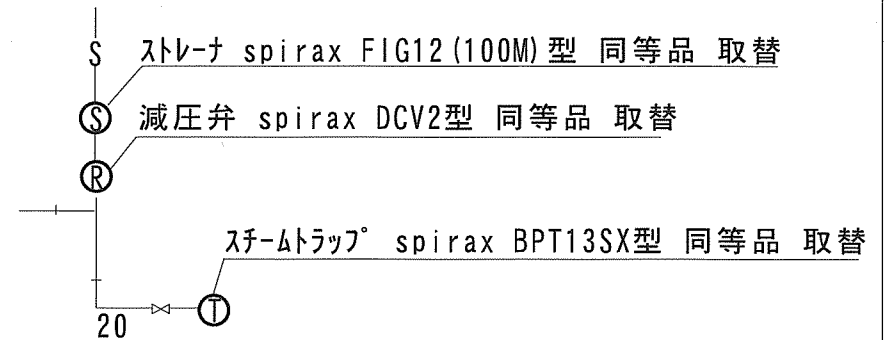 S ｽﾄﾚｰﾅ spirax FIG12(100M)型 同等品 取替
S
減圧弁 spirax DCV2型 同等品 取替
R
ｽﾁｰﾑﾄﾗｯﾌﾟ spirax BPT13SX型 同等品 取替
T
20